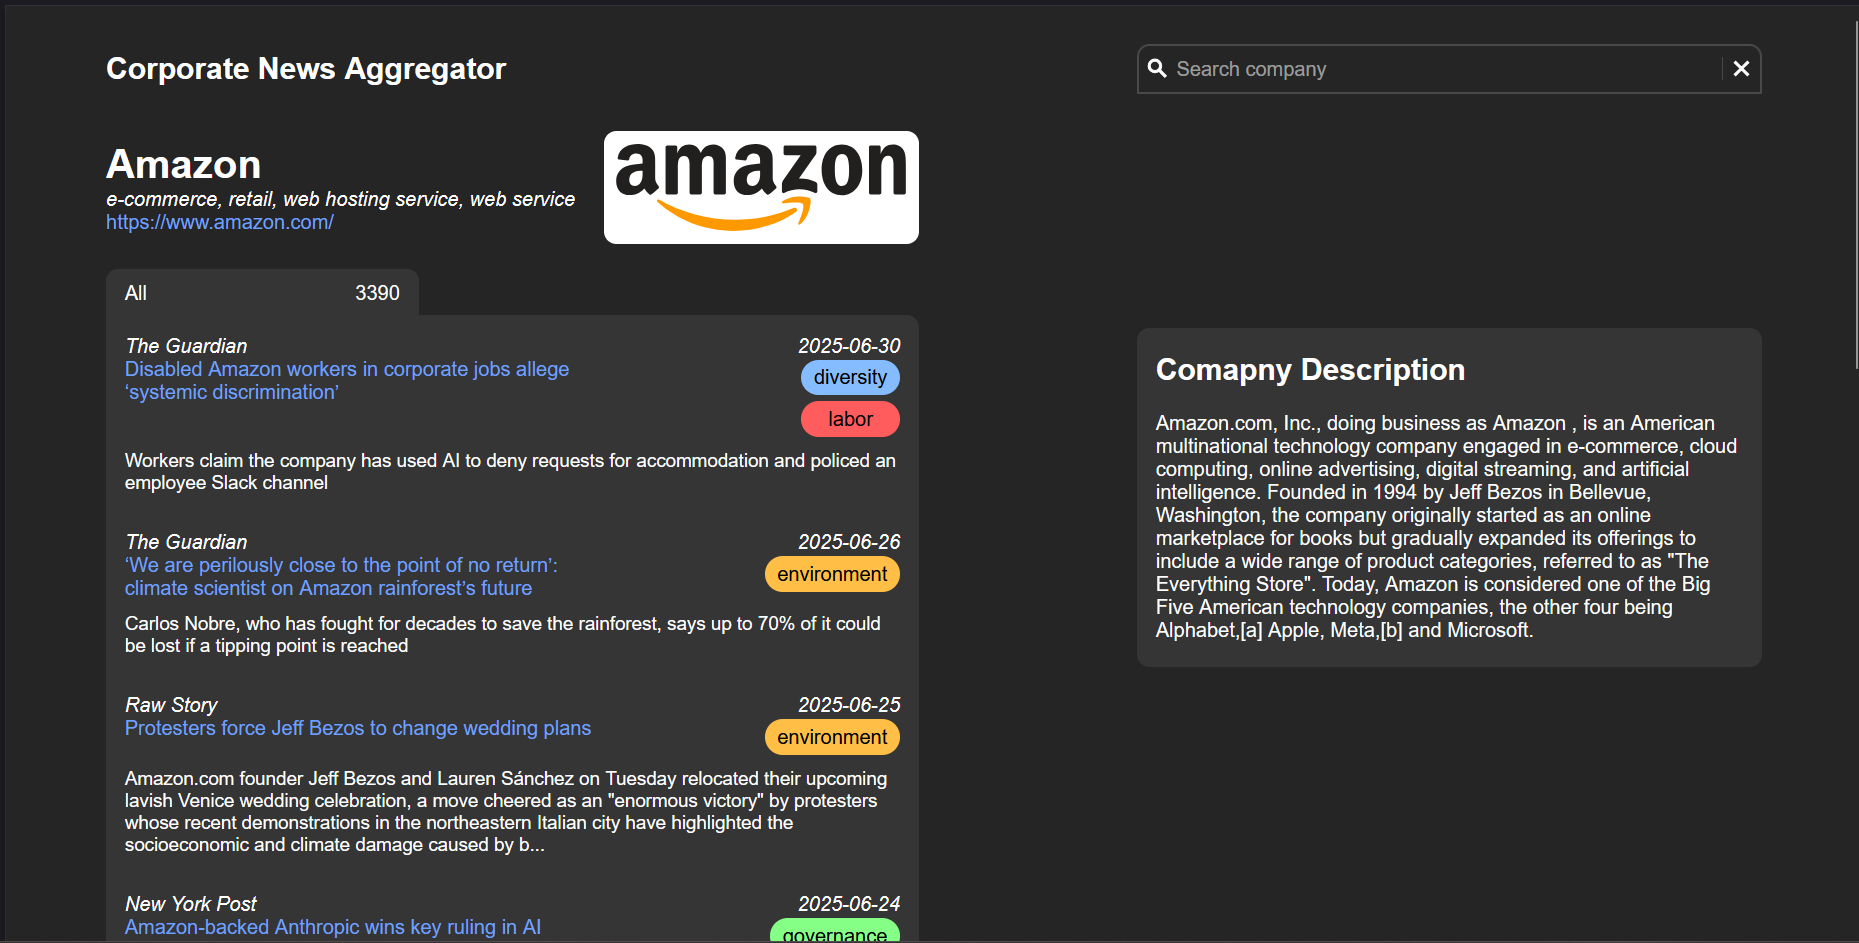 Corporate News Aggregator
Search company
Amazon
e-commerce, retail, web hosting service, web service
https://www.amazon.com/
amazon
All 3390
The Guardian 2025-06-30
Disabled Amazon workers in corporate jobs allege
‘systemic discrimination’
diversity
labor
Workers claim the company has used AI to deny requests for accommodation and policed an
employee Slack channel
The Guardian 2025-06-26
‘We are perilously close to the point of no return’:
climate scientist on Amazon rainforest’s future
environment
Carlos Nobre, who has fought for decades to save the rainforest, says up to 70% of it could
be lost if a tipping point is reached
Raw Story 2025-06-25
Protesters force Jeff Bezos to change wedding plans
environment
Amazon.com founder Jeff Bezos and Lauren Sánchez on Tuesday relocated their upcoming
lavish Venice wedding celebration, a move cheered as an "enormous victory" by protesters
whose recent demonstrations in the northeastern Italian city have highlighted the
socioeconomic and climate damage caused by b...
New York Post 2025-06-24
Amazon-backed Anthropic wins key ruling in AI
governance
Comapny Description
Amazon.com, Inc., doing business as Amazon , is an American
multinational technology company engaged in e-commerce, cloud
computing, online advertising, digital streaming, and artificial
intelligence. Founded in 1994 by Jeff Bezos in Bellevue,
Washington, the company originally started as an online
marketplace for books but gradually expanded its offerings to
include a wide range of product categories, referred to as "The
Everything Store". Today, Amazon is considered one of the Big
Five American technology companies, the other four being
Alphabet,[a] Apple, Meta,[b] and Microsoft.